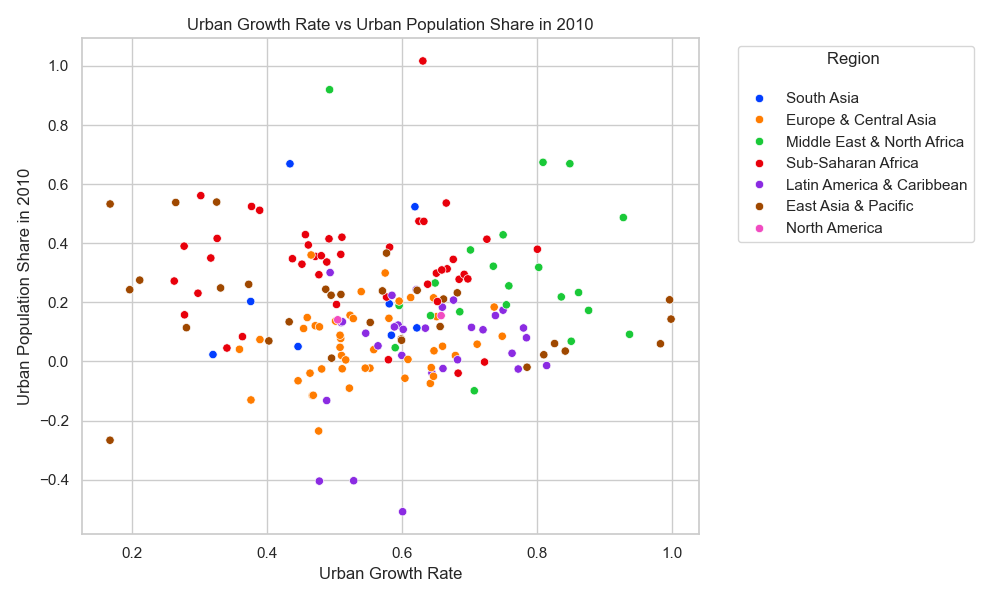 Urban Growth Rate vs Urban Population Share in 2010
Urban Population Share in 2010
1.0
0.8
0.6
0.4
0.2
0.0
−0.2
−0.4
0.2 0.4 0.6 0.8 1.0
Urban Growth Rate
Region
South Asia
Europe & Central Asia
Middle East & North Africa
Sub-Saharan Africa
Latin America & Caribbean
East Asia & Pacific
North America